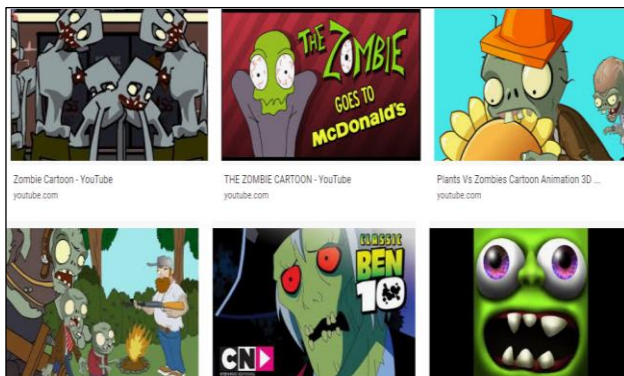 THE ZOMBIE
GOES TO
McDONALD'S
Zombie Cartoon - YouTube
youtube.com
THE ZOMBIE CARTOON - YouTube
youtube.com
Plants Vs Zombies Cartoon Animation 3D ...
youtube.com
CLASSIC
BEN
10
CN